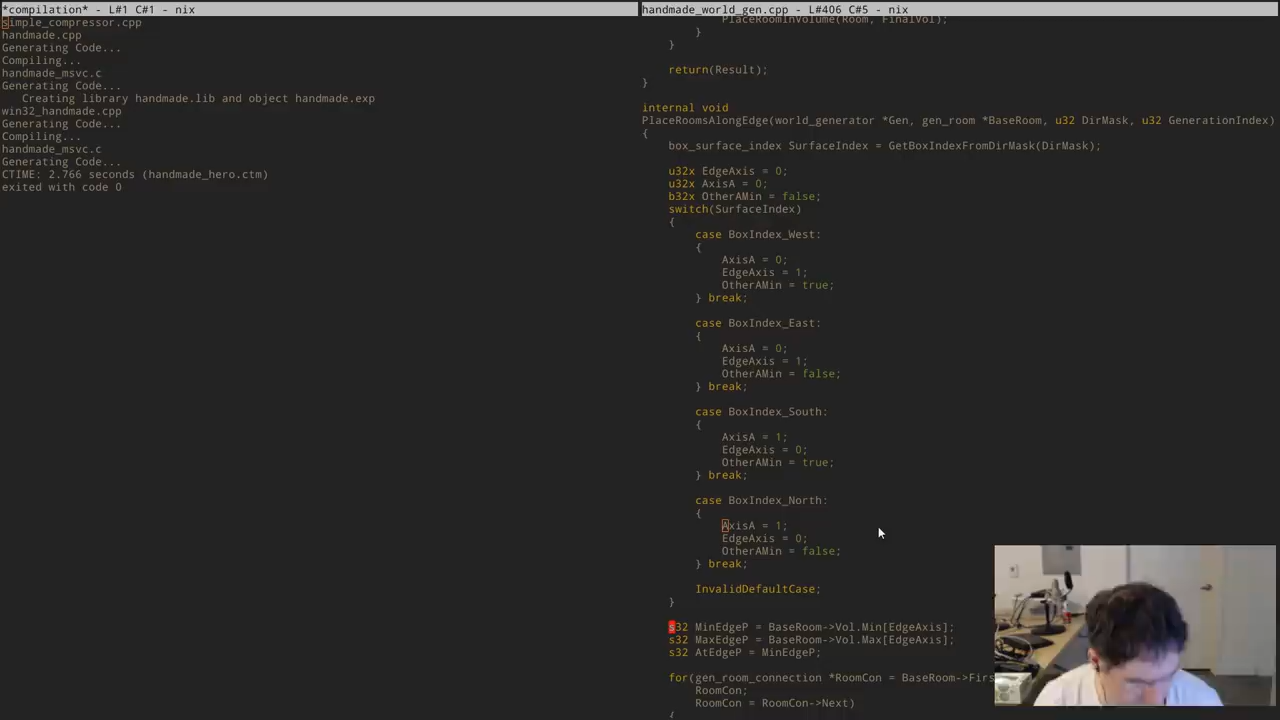 *compilation* - L#1 C#1 - nix
simple_compressor.cpp
handmade.cpp
Generating Code...
Compiling...
handmade_msvc.c
Generating Code...
   Creating library handmade.lib and object handmade.exp
win32_handmade.cpp
Generating Code...
Compiling...
handmade_msvc.c
Generating Code...
CTIME: 2.766 seconds (handmade_hero.ctm)
exited with code 0
handmade_world_gen.cpp - L#406 C#5 - nix
            PlaceRoomInVolume(Room, FinalVol);
        }
    }

    return(Result);
}

internal void
PlaceRoomsAlongEdge(world_generator *Gen, gen_room *BaseRoom, u32 DirMask, u32 GenerationIndex)
{
    box_surface_index SurfaceIndex = GetBoxIndexFromDirMask(DirMask);

    u32x EdgeAxis = 0;
    u32x AxisA = 0;
    b32x OtherAMin = false;
    switch(SurfaceIndex)
    {
        case BoxIndex_West:
        {
            AxisA = 0;
            EdgeAxis = 1;
            OtherAMin = true;
        } break;

        case BoxIndex_East:
        {
            AxisA = 0;
            EdgeAxis = 1;
            OtherAMin = false;
        } break;

        case BoxIndex_South:
        {
            AxisA = 1;
            EdgeAxis = 0;
            OtherAMin = true;
        } break;

        case BoxIndex_North:
        {
            AxisA = 1;
            EdgeAxis = 0;
            OtherAMin = false;
        } break;

        InvalidDefaultCase;
    }

    s32 MinEdgeP = BaseRoom->Vol.Min[EdgeAxis];
    s32 MaxEdgeP = BaseRoom->Vol.Max[EdgeAxis];
    s32 AtEdgeP = MinEdgeP;

    for(gen_room_connection *RoomCon = BaseRoom->Firs
        RoomCon;
        RoomCon = RoomCon->Next)
    {